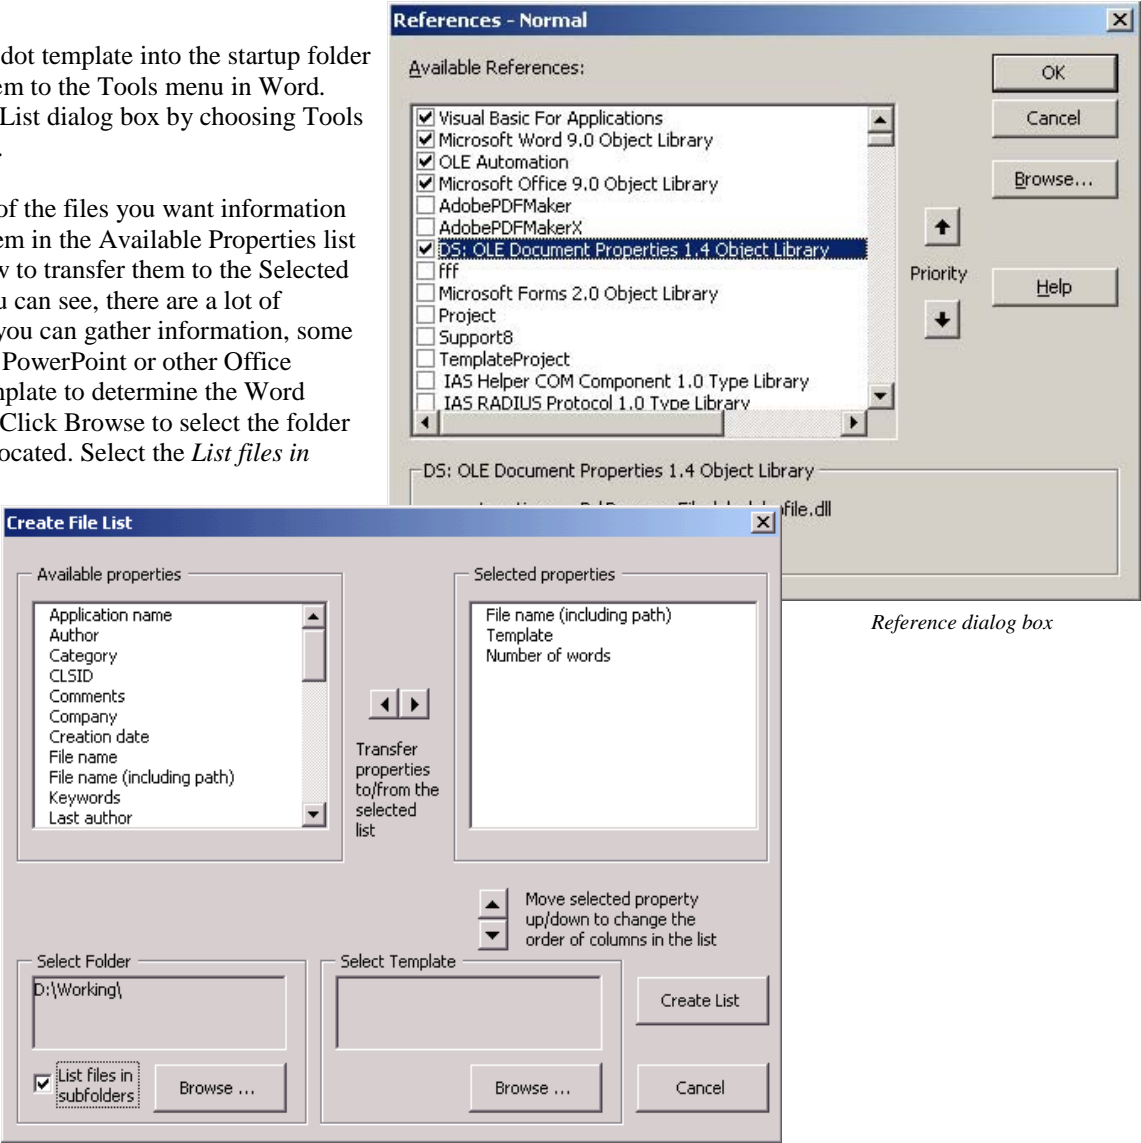 dot template into the startup folder
em to the Tools menu in Word.
List dialog box by choosing Tools
.
of the files you want information
em in the Available Properties list
w to transfer them to the Selected
u can see, there are a lot of
you can gather information, some
PowerPoint or other Office
mplate to determine the Word
Click Browse to select the folder
ocated. Select the List files in
References - Normal
Available References:
Visual Basic For Applications
Microsoft Word 9.0 Object Library
OLE Automation
Microsoft Office 9.0 Object Library
AdobePDFMaker
AdobePDFMakerX
DS: OLE Document Properties 1.4 Object Library
fff
Microsoft Forms 2.0 Object Library
Project
Support8
TemplateProject
IAS Helper COM Component 1.0 Type Library
IAS RADIUS Protocol 1.0 Type Library
OK
Cancel
Browse...
Priority
Help
DS: OLE Document Properties 1.4 Object Library
ofile.dll
Reference dialog box
Create File List
Available properties
Application name
Author
Category
CLSID
Comments
Company
Creation date
File name
File name (including path)
Keywords
Last author
Transfer
properties
to/from the
selected
list
Selected properties
File name (including path)
Template
Number of words
Move selected property
up/down to change the
order of columns in the list
Select Folder
D:\Working\
List files in
subfolders
Browse ...
Select Template
Browse ...
Create List
Cancel